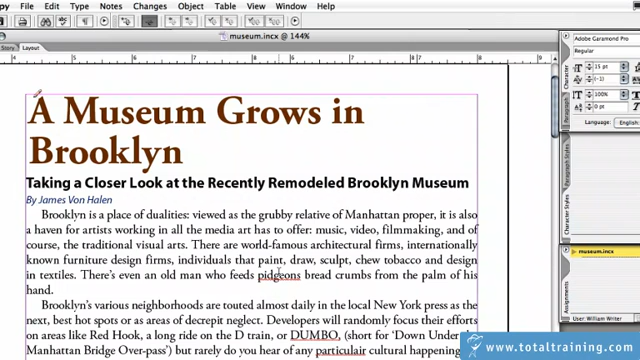 py Edit Notes Changes Object Table View Window Help
museum.incx @ 144%
Story Layout
Adobe Garamond Pro
Regular
15 pt
(-1)
100%
0 pt
Language: English:
Character
Paragraph
Paragraph Styles
Character Styles
Assignments
museum.incx
User: William Writer
A Museum Grows in
Brooklyn
Taking a Closer Look at the Recently Remodeled Brooklyn Museum
By James Von Halen
Brooklyn is a place of dualities: viewed as the grubby relative of Manhattan proper, it is also
a haven for artists working in all the media art has to offer: music, video, filmmaking, and of
course, the traditional visual arts. There are world-famous architectural firms, internationally
known furniture design firms, individuals that paint, draw, sculpt, chew tobacco and design
in textiles. There's even an old man who feeds pidgeons bread crumbs from the palm of his
hand.
Brooklyn's various neighborhoods are touted almost daily in the local New York press as the
next, best hot spots or as areas of decrepit neglect. Developers will randomly focus their efforts
on areas like Red Hook, a long ride on the D train, or DUMBO, (short for 'Down Under the
Manhattan Bridge Over-pass') but rarely do you hear of any particulair cultural happening
www.totaltraining.com